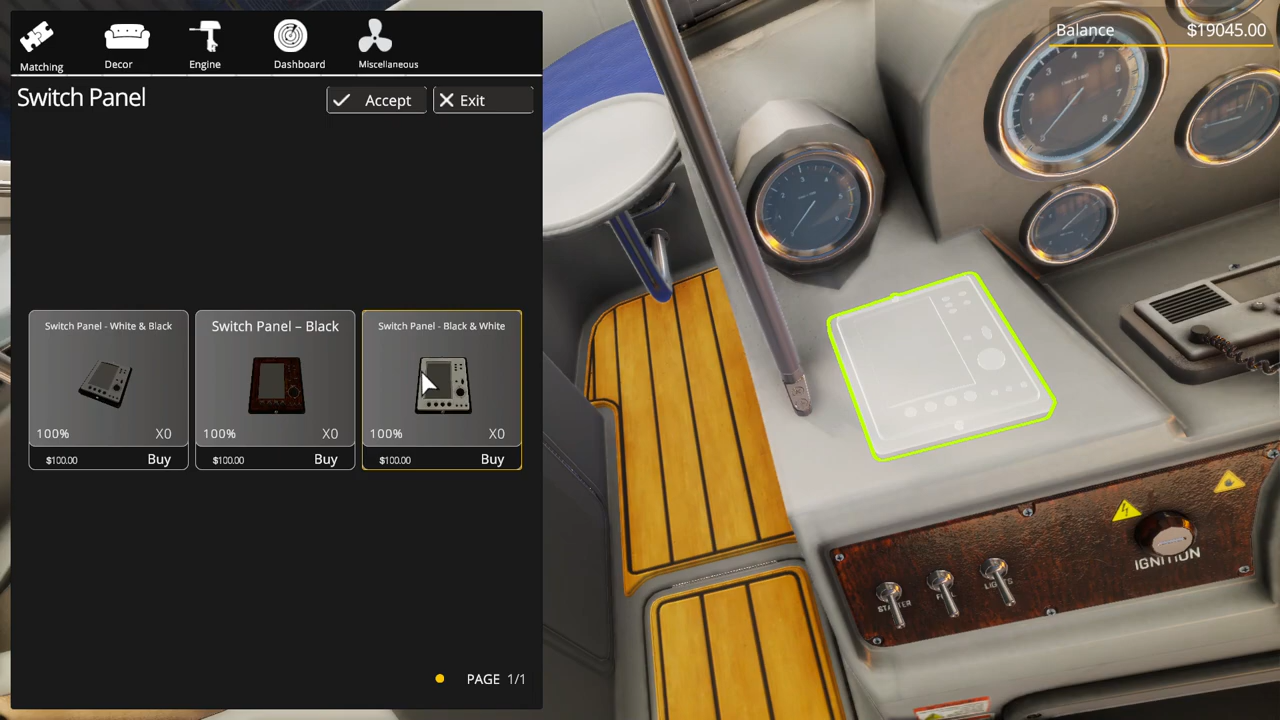 Matching
Decor
Engine
Dashboard
Miscellaneous
Balance $19045.00
Switch Panel
Accept
Exit
Switch Panel - White & Black
100% X0
$100.00 Buy
Switch Panel – Black
100% X0
$100.00 Buy
Switch Panel - Black & White
100% X0
$100.00 Buy
PAGE 1/1
IGNITION